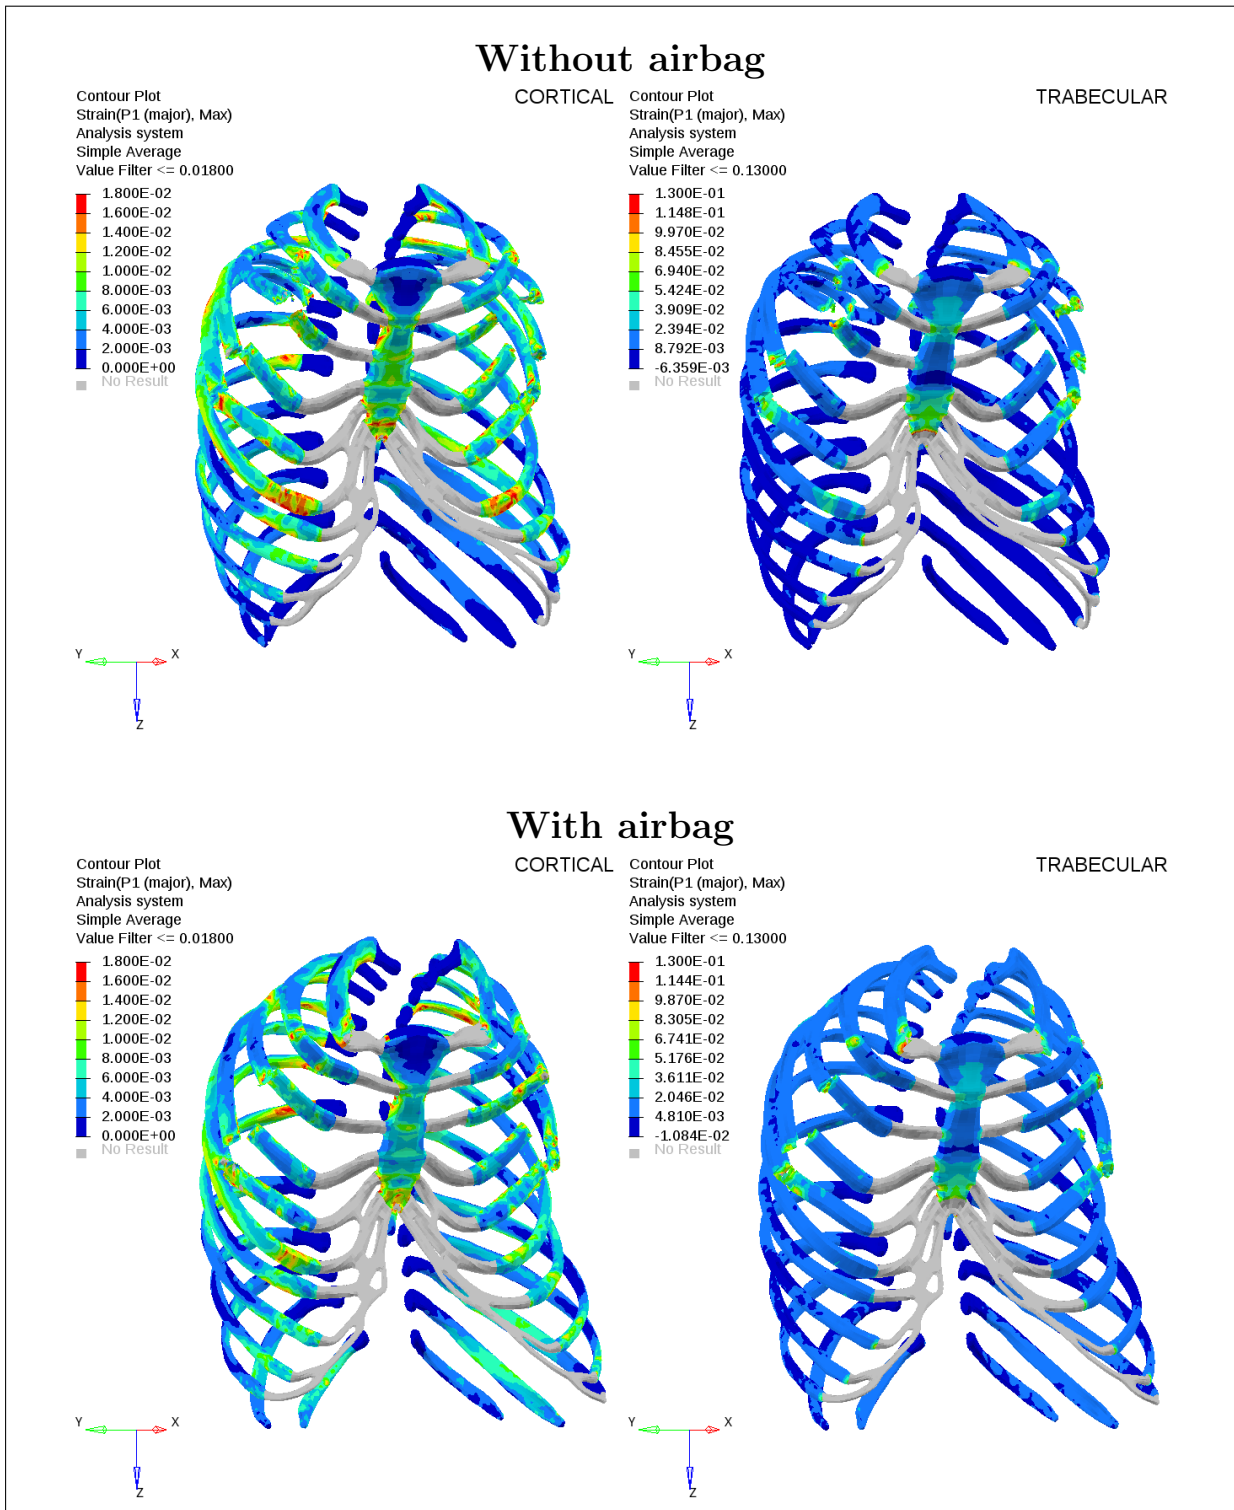 Without airbag
CORTICAL
Contour Plot
Strain(P1 (major), Max)
Analysis system
Simple Average
Value Filter <= 0.01800
1.800E-02
1.600E-02
1.400E-02
1.200E-02
1.000E-02
8.000E-03
6.000E-03
4.000E-03
2.000E-03
0.000E+00
No Result
Y
X
Z
TRABECULAR
Contour Plot
Strain(P1 (major), Max)
Analysis system
Simple Average
Value Filter <= 0.13000
1.300E-01
1.148E-01
9.970E-02
8.455E-02
6.940E-02
5.424E-02
3.909E-02
2.394E-02
8.792E-03
-6.359E-03
No Result
Y
X
Z
With airbag
CORTICAL
Contour Plot
Strain(P1 (major), Max)
Analysis system
Simple Average
Value Filter <= 0.01800
1.800E-02
1.600E-02
1.400E-02
1.200E-02
1.000E-02
8.000E-03
6.000E-03
4.000E-03
2.000E-03
0.000E+00
No Result
Y
X
Z
TRABECULAR
Contour Plot
Strain(P1 (major), Max)
Analysis system
Simple Average
Value Filter <= 0.13000
1.300E-01
1.144E-01
9.870E-02
8.305E-02
6.741E-02
5.176E-02
3.611E-02
2.046E-02
4.810E-03
-1.084E-02
No Result
Y
X
Z